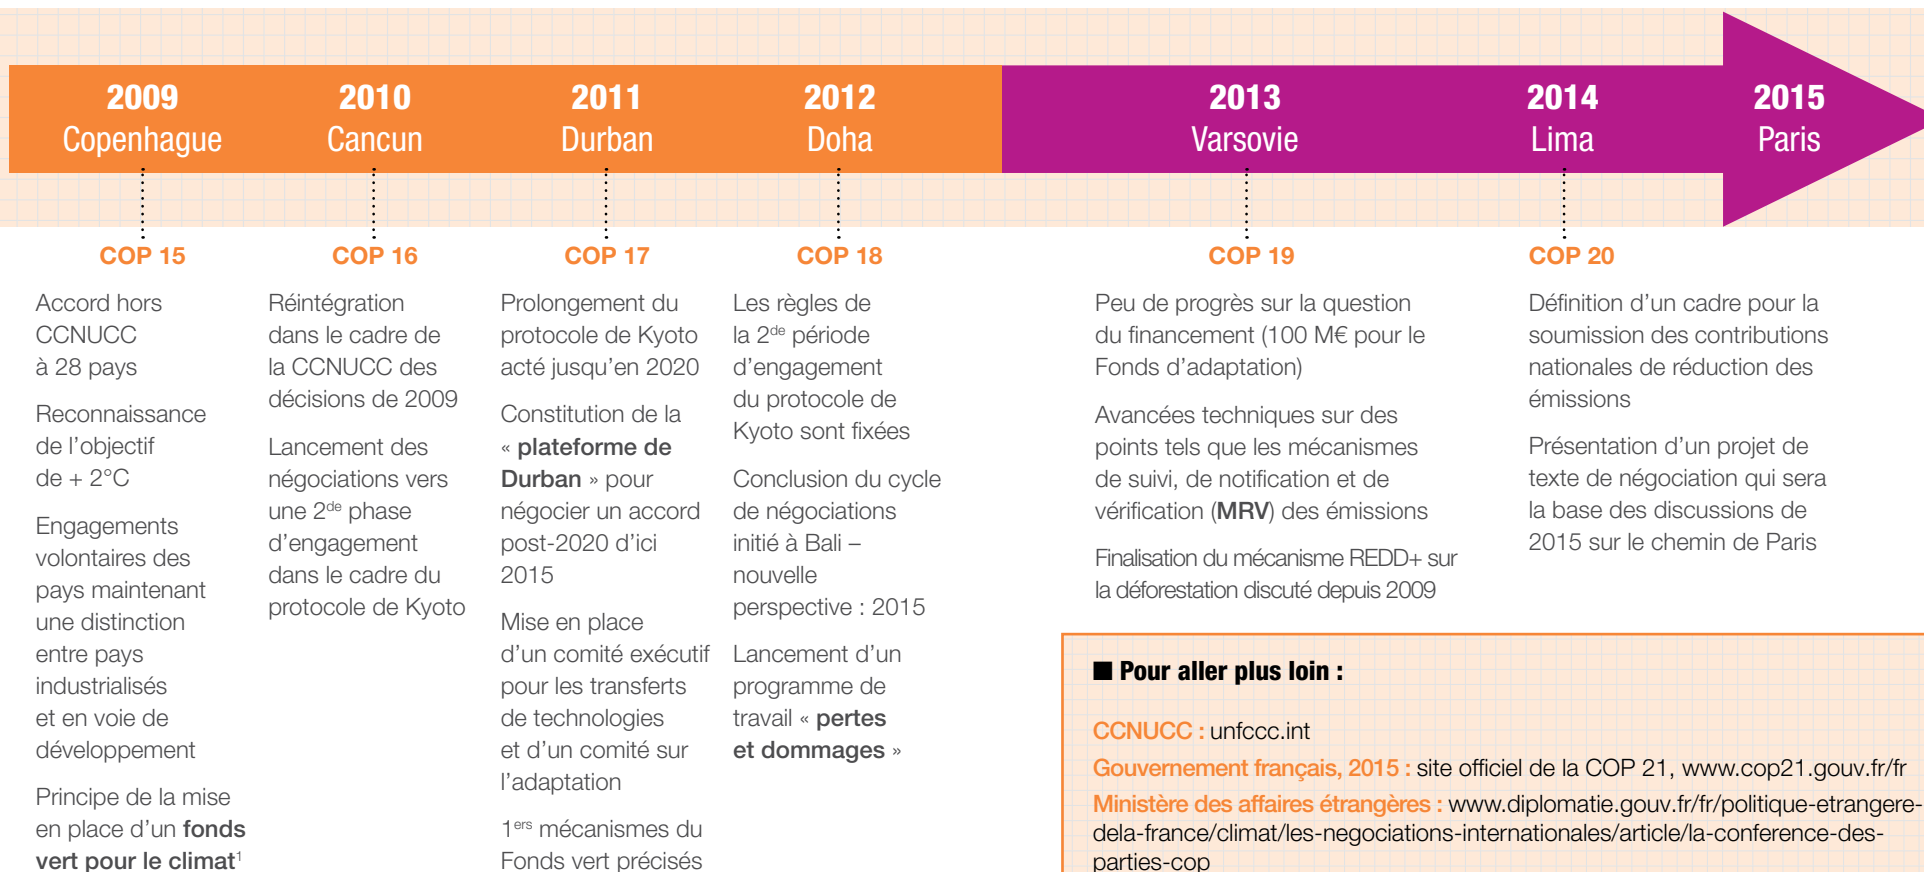 2009
Copenhague
2010
Cancun
2011
Durban
2012
Doha
2013
Varsovie
2014
Lima
2015
Paris
COP 15
Accord hors
CCNUCC
à 28 pays
Reconnaissance
de l’objectif
de + 2°C
Engagements
volontaires des
pays maintenant
une distinction
entre pays
industrialisés
et en voie de
développement
Principe de la mise
en place d’un fonds
vert pour le climat¹
COP 16
Réintégration
dans le cadre de
la CCNUCC des
décisions de 2009
Lancement des
négociations vers
une 2de phase
d’engagement
dans le cadre du
protocole de Kyoto
COP 17
Prolongement du
protocole de Kyoto
acté jusqu’en 2020
Constitution de la
« plateforme de
Durban » pour
négocier un accord
post-2020 d’ici
2015
Mise en place
d’un comité exécutif
pour les transferts
de technologies
et d’un comité sur
l’adaptation
1ers mécanismes du
Fonds vert précisés
COP 18
Les règles de
la 2de période
d’engagement
du protocole de
Kyoto sont fixées
Conclusion du cycle
de négociations
initié à Bali –
nouvelle
perspective : 2015
Lancement d’un
programme de
travail « pertes
et dommages »
COP 19
Peu de progrès sur la question
du financement (100 M€ pour le
Fonds d’adaptation)
Avancées techniques sur des
points tels que les mécanismes
de suivi, de notification et de
vérification (MRV) des émissions
Finalisation du mécanisme REDD+ sur
la déforestation discuté depuis 2009
COP 20
Définition d’un cadre pour la
soumission des contributions
nationales de réduction des
émissions
Présentation d’un projet de
texte de négociation qui sera
la base des discussions de
2015 sur le chemin de Paris
■ Pour aller plus loin :
CCNUCC : unfccc.int
Gouvernement français, 2015 : site officiel de la COP 21, www.cop21.gouv.fr/fr
Ministère des affaires étrangères : www.diplomatie.gouv.fr/fr/politique-etrangere-
dela-france/climat/les-negociations-internationales/article/la-conference-des-
parties-cop